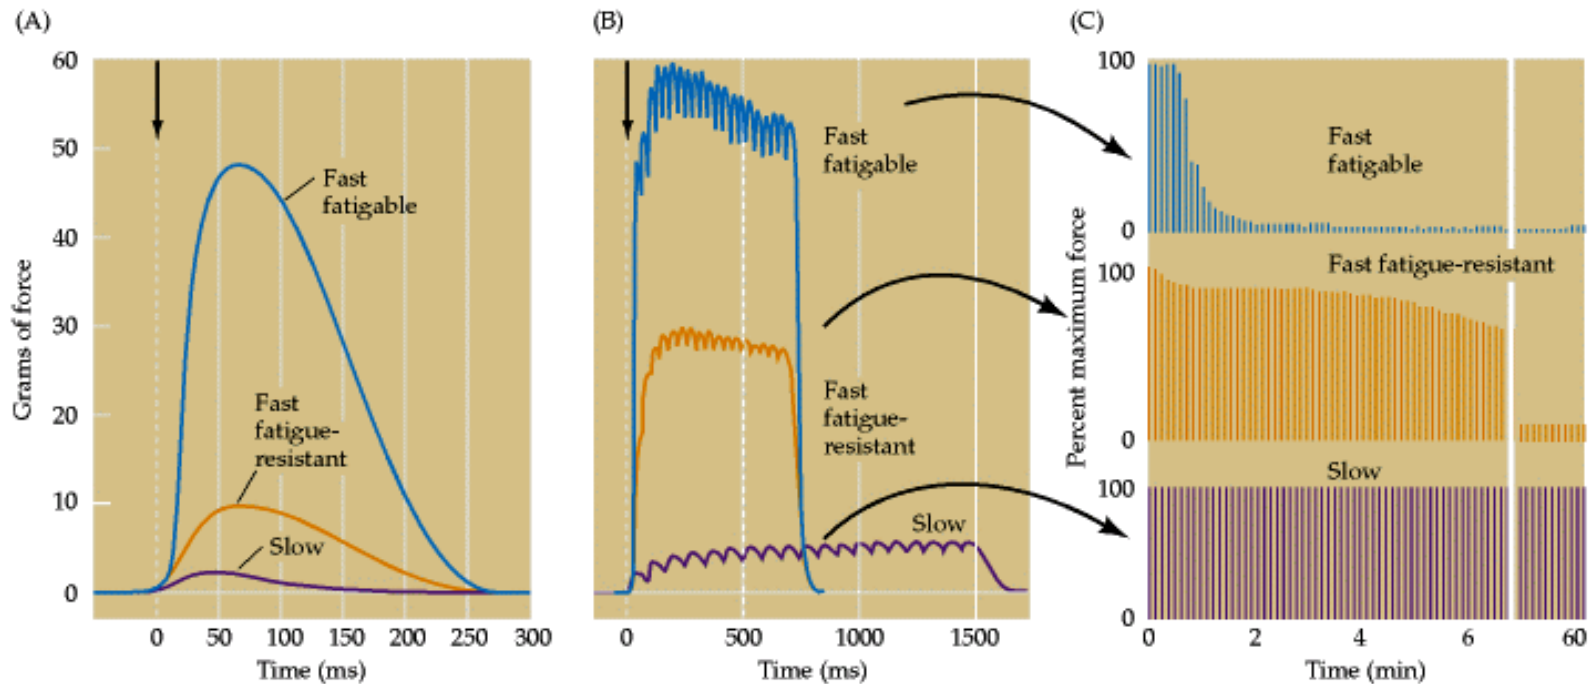 (A)
(B)
(C)
Grams of force
60
50
40
30
20
10
0
Fast
fatigable
Fast
fatigue-
resistant
Slow
0
50
100
150
200
250
300
Time (ms)
Fast
fatigable
Fast
fatigue-
resistant
Slow
0
500
1000
1500
Time (ms)
Percent maximum force
100
0
Fast
fatigable
100
0
Fast fatigue-resistant
100
0
Slow
0
2
4
6
60
Time (min)